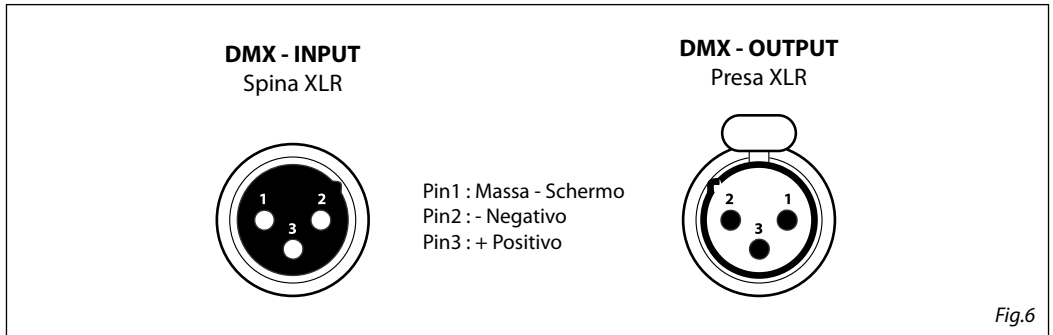 DMX - INPUT
Spina XLR
DMX - OUTPUT
Presa XLR
1 2
3
Pin1 : Massa - Schermo
Pin2 : - Negativo
Pin3 : + Positivo
2 1
3
Fig.6